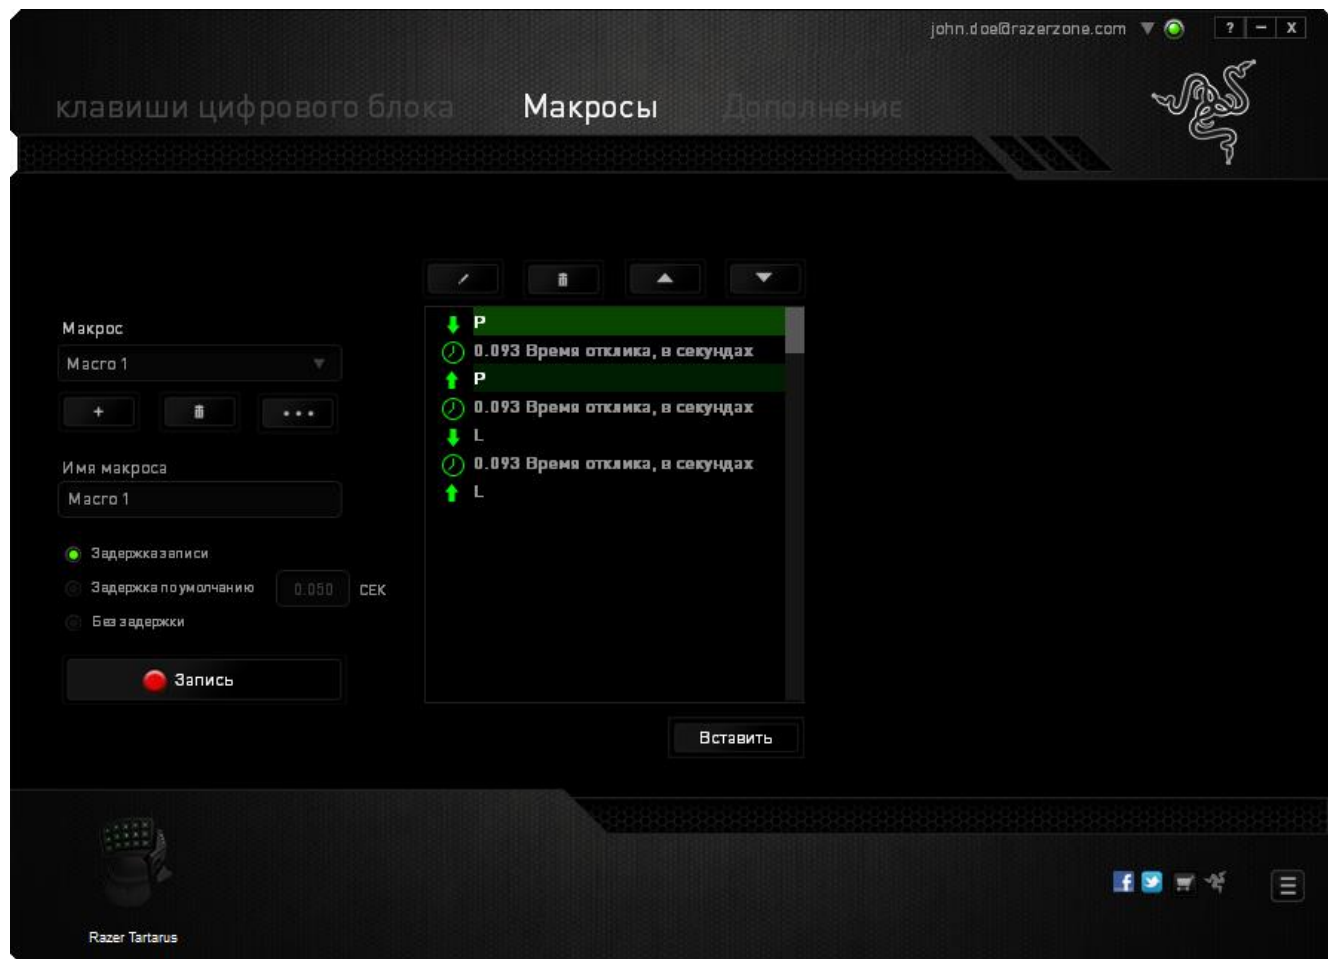 john.doe@razerzone.com
? – X
клавиши цифрового блока Макросы Дополнение
Макрос
Macro 1
Имя макроса
Macro 1
Задержка записи
Задержка по умолчанию 0.050 СЕК
Без задержки
Запись
P
0.093 Время отклика, в секундах
P
0.093 Время отклика, в секундах
L
0.093 Время отклика, в секундах
L
Вставить
Razer Tartarus